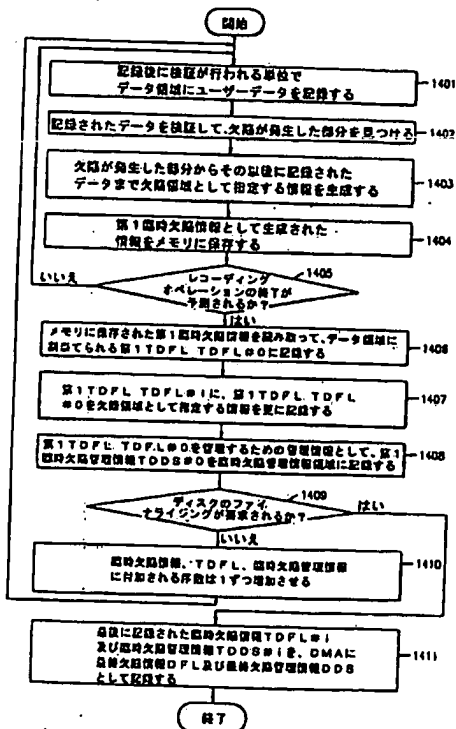 開始
記録後に検証が行われる単位で
データ領域にユーザーデータを記録する
1401
記録されたデータを検証して、欠陥が発生した部分を見つける
1402
欠陥が発生した部分からその以後に記録された
データまで欠陥領域として指定する情報を生成する
1403
第1臨時欠陥情報として生成された
情報をメモリに保存する
1404
1405
いいえ
レコーディング
オペレーションの終了が
予測されるか?
はい
メモリに保存された第1臨時欠陥情報を読み取って、データ領域に
割当てられる第1TDFL TDFL#0に記録する
1406
第1TDFL TDFL#iに、第1TDFL TDFL
#0を欠陥領域として指定する情報を更に記録する
1407
第1TDFL TDFL#0を管理するための管理情報として、第1
臨時欠陥管理情報TDDS#0を臨時欠陥管理情報領域に記録する
1408
1409
ディスクのファイ
ナライジングが要求されるか?
はい
いいえ
臨時欠陥情報、TDFL、臨時欠陥管理情報
に付加される序数は1ずつ増加させる
1410
最後に記録された臨時欠陥情報TDFL#i
及び臨時欠陥管理情報TDDS#iを、DMAに
最終欠陥情報DFL及び最終欠陥管理情報DDS
として記録する
1411
終了